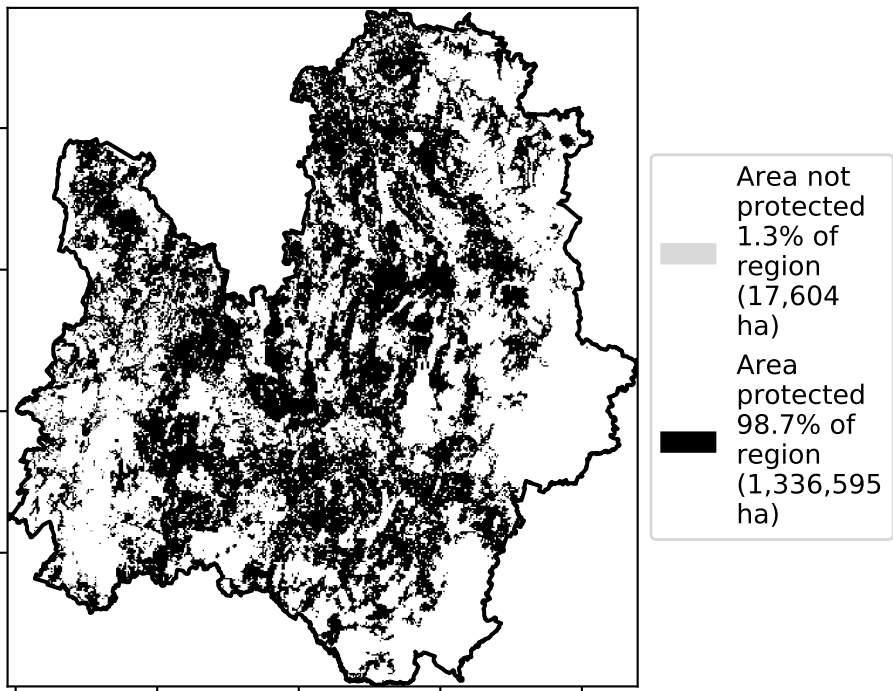 Area not
protected
1.3% of
region
(17,604
ha)
Area
protected
98.7% of
region
(1,336,595
ha)